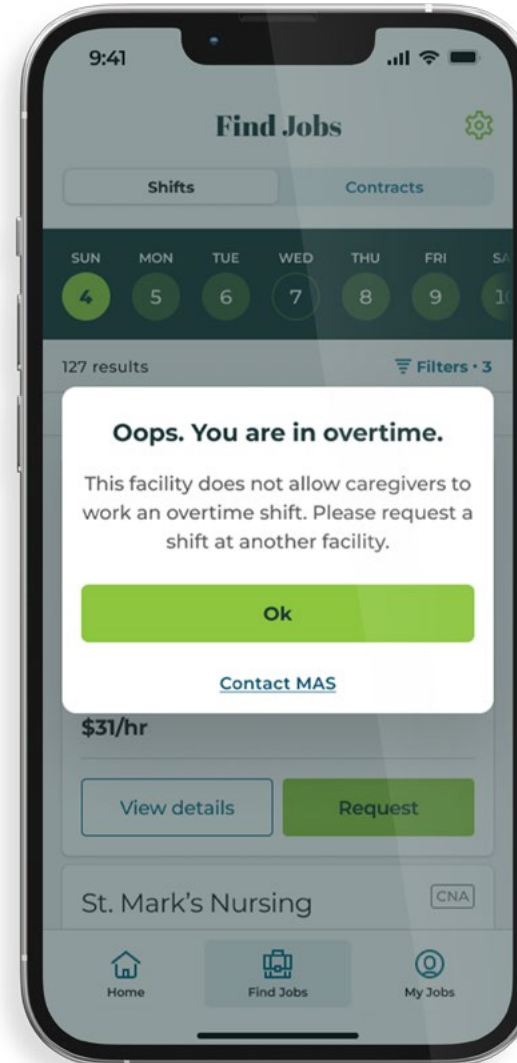 9:41
Find Jobs
Shifts Contracts
SUN MON TUE WED THU FRI SA
4 5 6 7 8 9 10
127 results Filters • 3
Oops. You are in overtime.
This facility does not allow caregivers to
work an overtime shift. Please request a
shift at another facility.
Ok
Contact MAS
$31/hr
View details Request
St. Mark’s Nursing CNA
Home Find Jobs My Jobs